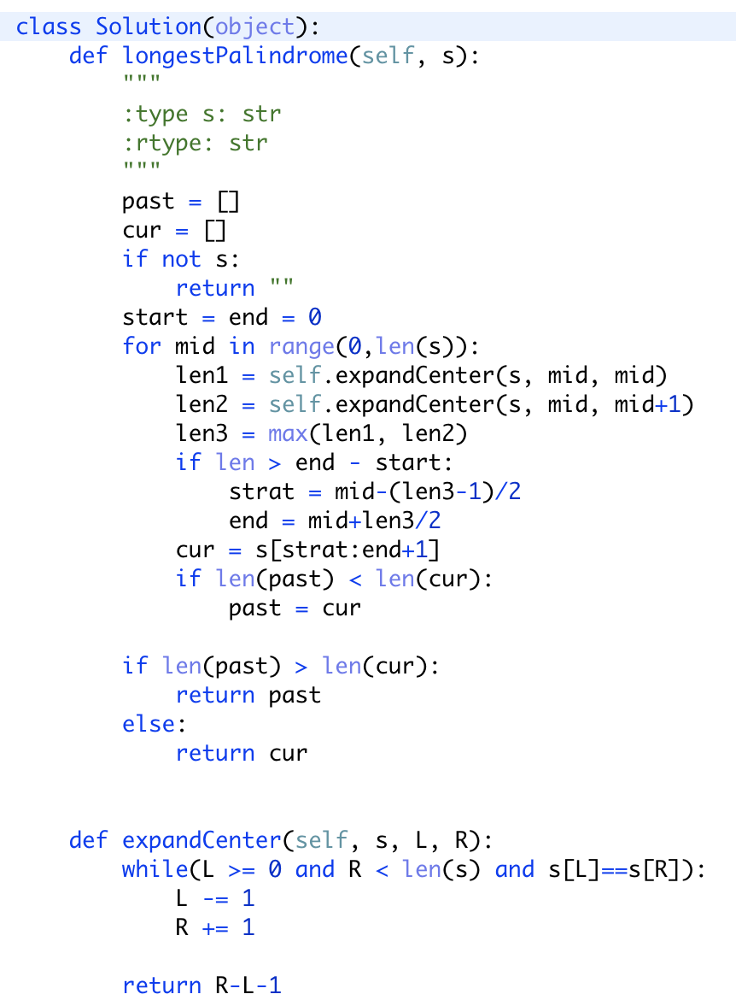 class Solution(object):
    def longestPalindrome(self, s):
        """
        :type s: str
        :rtype: str
        """
        past = []
        cur = []
        if not s:
            return ""
        start = end = 0
        for mid in range(0,len(s)):
            len1 = self.expandCenter(s, mid, mid)
            len2 = self.expandCenter(s, mid, mid+1)
            len3 = max(len1, len2)
            if len > end - start:
                strat = mid-(len3-1)/2
                end = mid+len3/2
            cur = s[strat:end+1]
            if len(past) < len(cur):
                past = cur

        if len(past) > len(cur):
            return past
        else:
            return cur


    def expandCenter(self, s, L, R):
        while(L >= 0 and R < len(s) and s[L]==s[R]):
            L -= 1
            R += 1

        return R-L-1